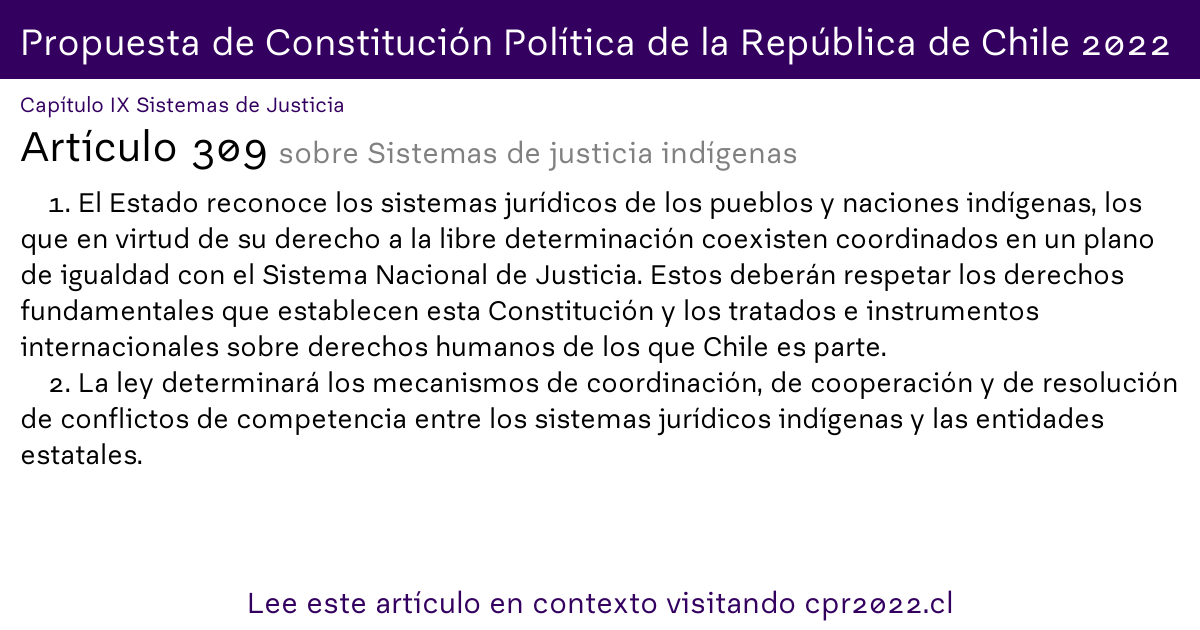 Propuesta de Constitución Política de la República de Chile 2022
Capítulo IX Sistemas de Justicia
Artículo 309 sobre Sistemas de justicia indígenas
1. El Estado reconoce los sistemas jurídicos de los pueblos y naciones indígenas, los
que en virtud de su derecho a la libre determinación coexisten coordinados en un plano
de igualdad con el Sistema Nacional de Justicia. Estos deberán respetar los derechos
fundamentales que establecen esta Constitución y los tratados e instrumentos
internacionales sobre derechos humanos de los que Chile es parte.
2. La ley determinará los mecanismos de coordinación, de cooperación y de resolución
de conflictos de competencia entre los sistemas jurídicos indígenas y las entidades
estatales.
Lee este artículo en contexto visitando cpr2022.cl